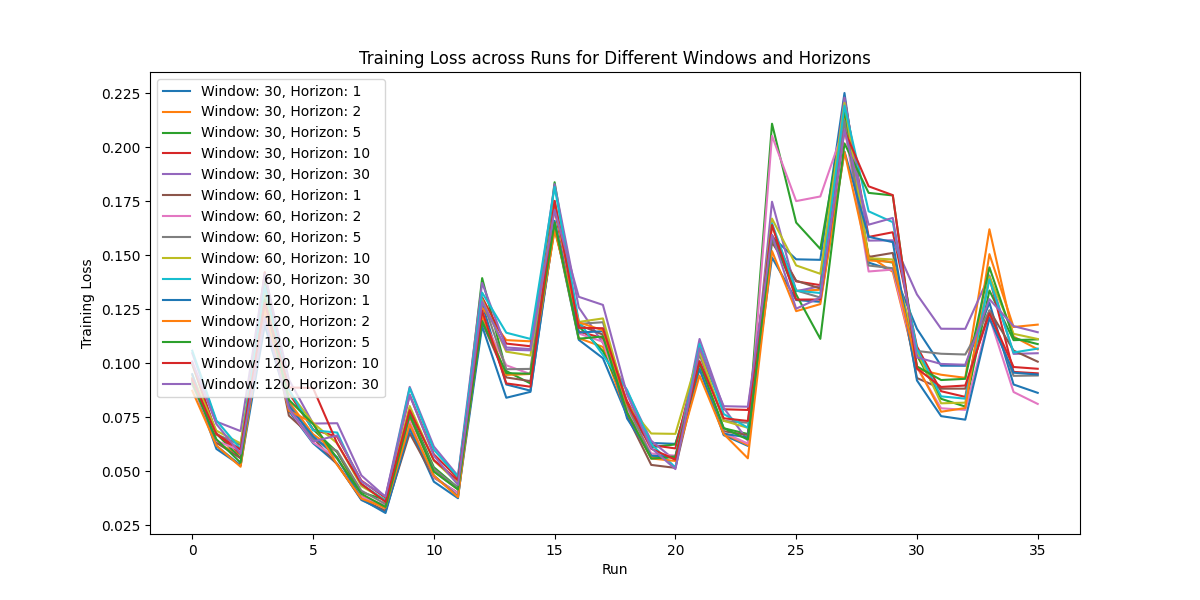 Training Loss across Runs for Different Windows and Horizons
Window: 30, Horizon: 1
Window: 30, Horizon: 2
Window: 30, Horizon: 5
Window: 30, Horizon: 10
Window: 30, Horizon: 30
Window: 60, Horizon: 1
Window: 60, Horizon: 2
Window: 60, Horizon: 5
Window: 60, Horizon: 10
Window: 60, Horizon: 30
Window: 120, Horizon: 1
Window: 120, Horizon: 2
Window: 120, Horizon: 5
Window: 120, Horizon: 10
Window: 120, Horizon: 30
Training Loss
0.225
0.200
0.175
0.150
0.125
0.100
0.075
0.050
0.025
0 5 10 15 20 25 30 35
Run